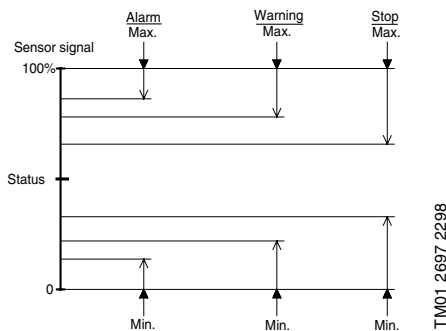 Alarm Warning Stop
Max. Max. Max.
Sensor signal
100%
Status
0
Min. Min. Min.
TM01 2697 2298